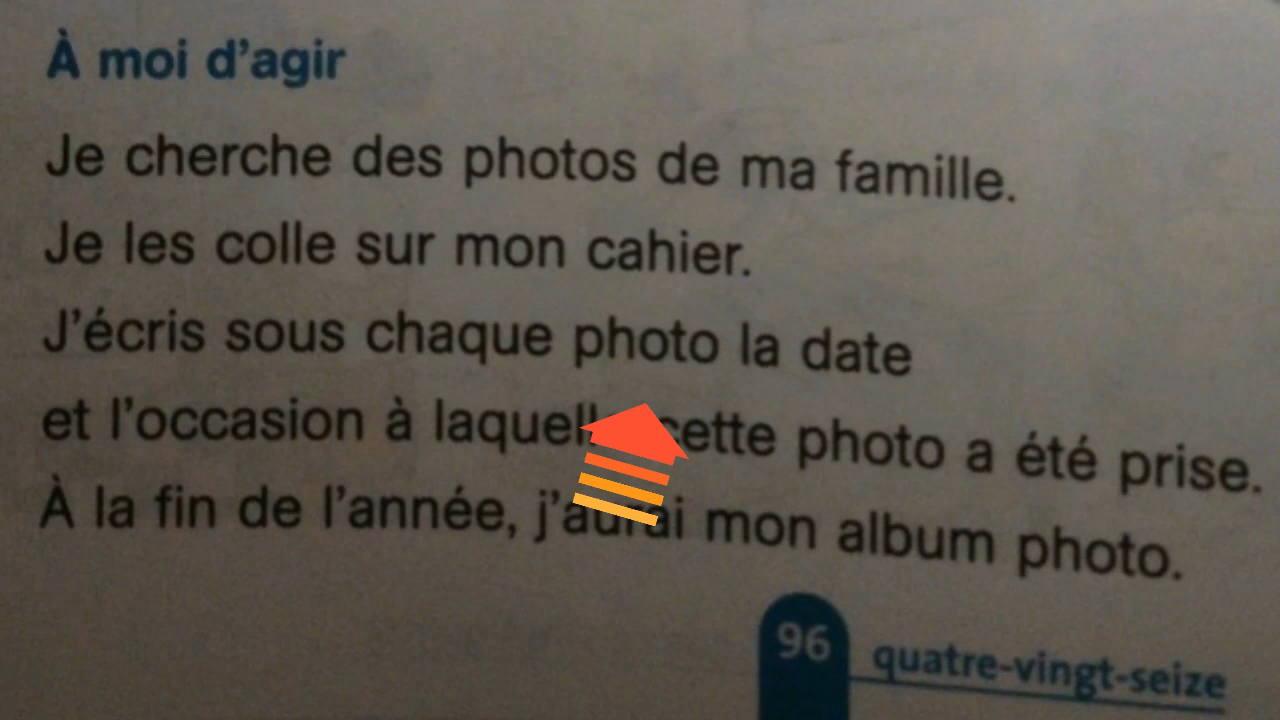 À moi d'agir
Je cherche des photos de ma famille.
Je les colle sur mon cahier.
J'écris sous chaque photo la date
et l'occasion à laquelle cette photo a été prise.
À la fin de l'année, j'aurai mon album photo.
96
quatre-vingt-seize